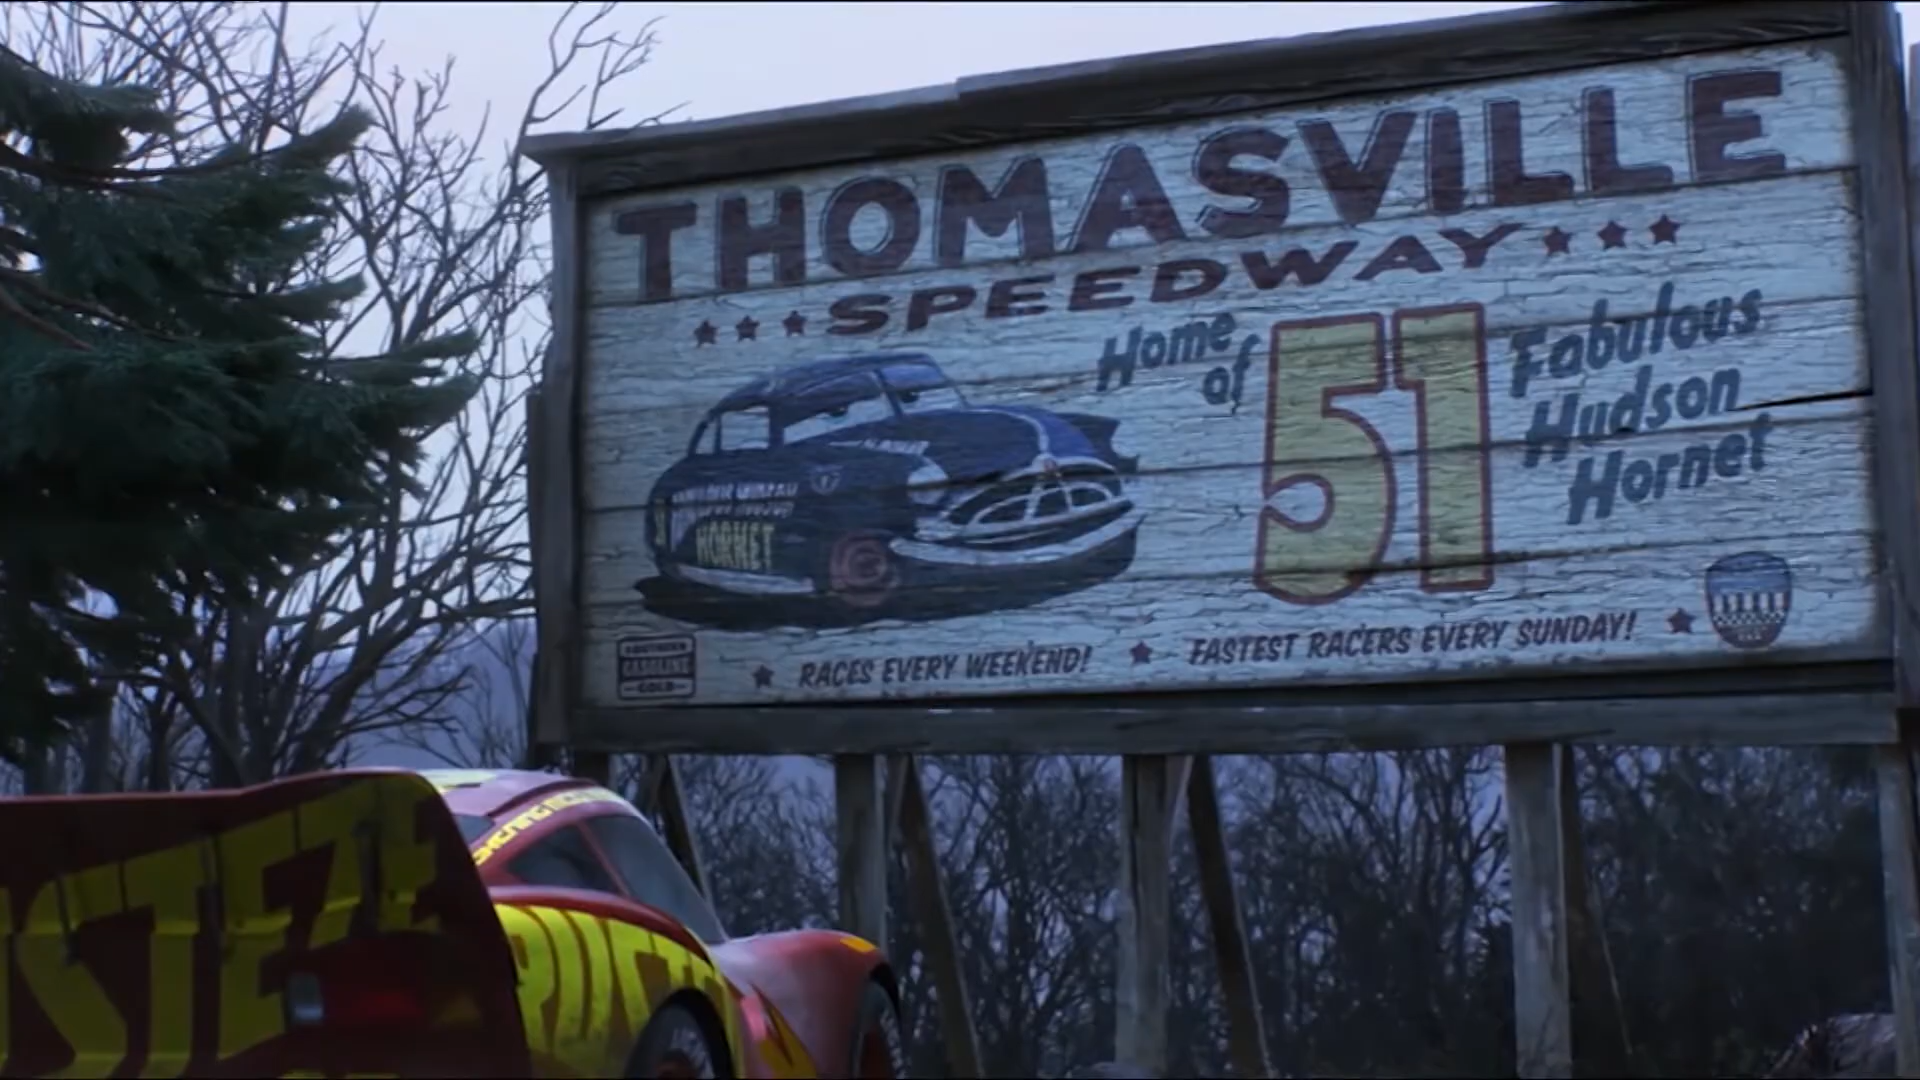 THOMASVILLE
SPEEDWAY
Home
of
51
Fabulous
Hudson
Hornet
HORNET
RACES EVERY WEEKEND!
FASTEST RACERS EVERY SUNDAY!